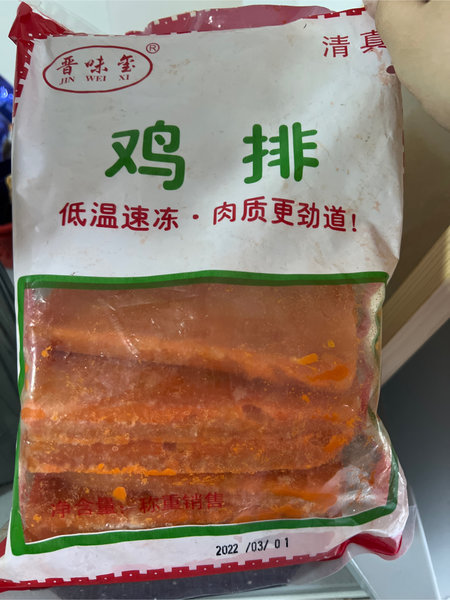 晋味玺®
JIN WEI XI
清真
鸡排
低温速冻·肉质更劲道!
净含量:称重销售
2022 /03/ 01